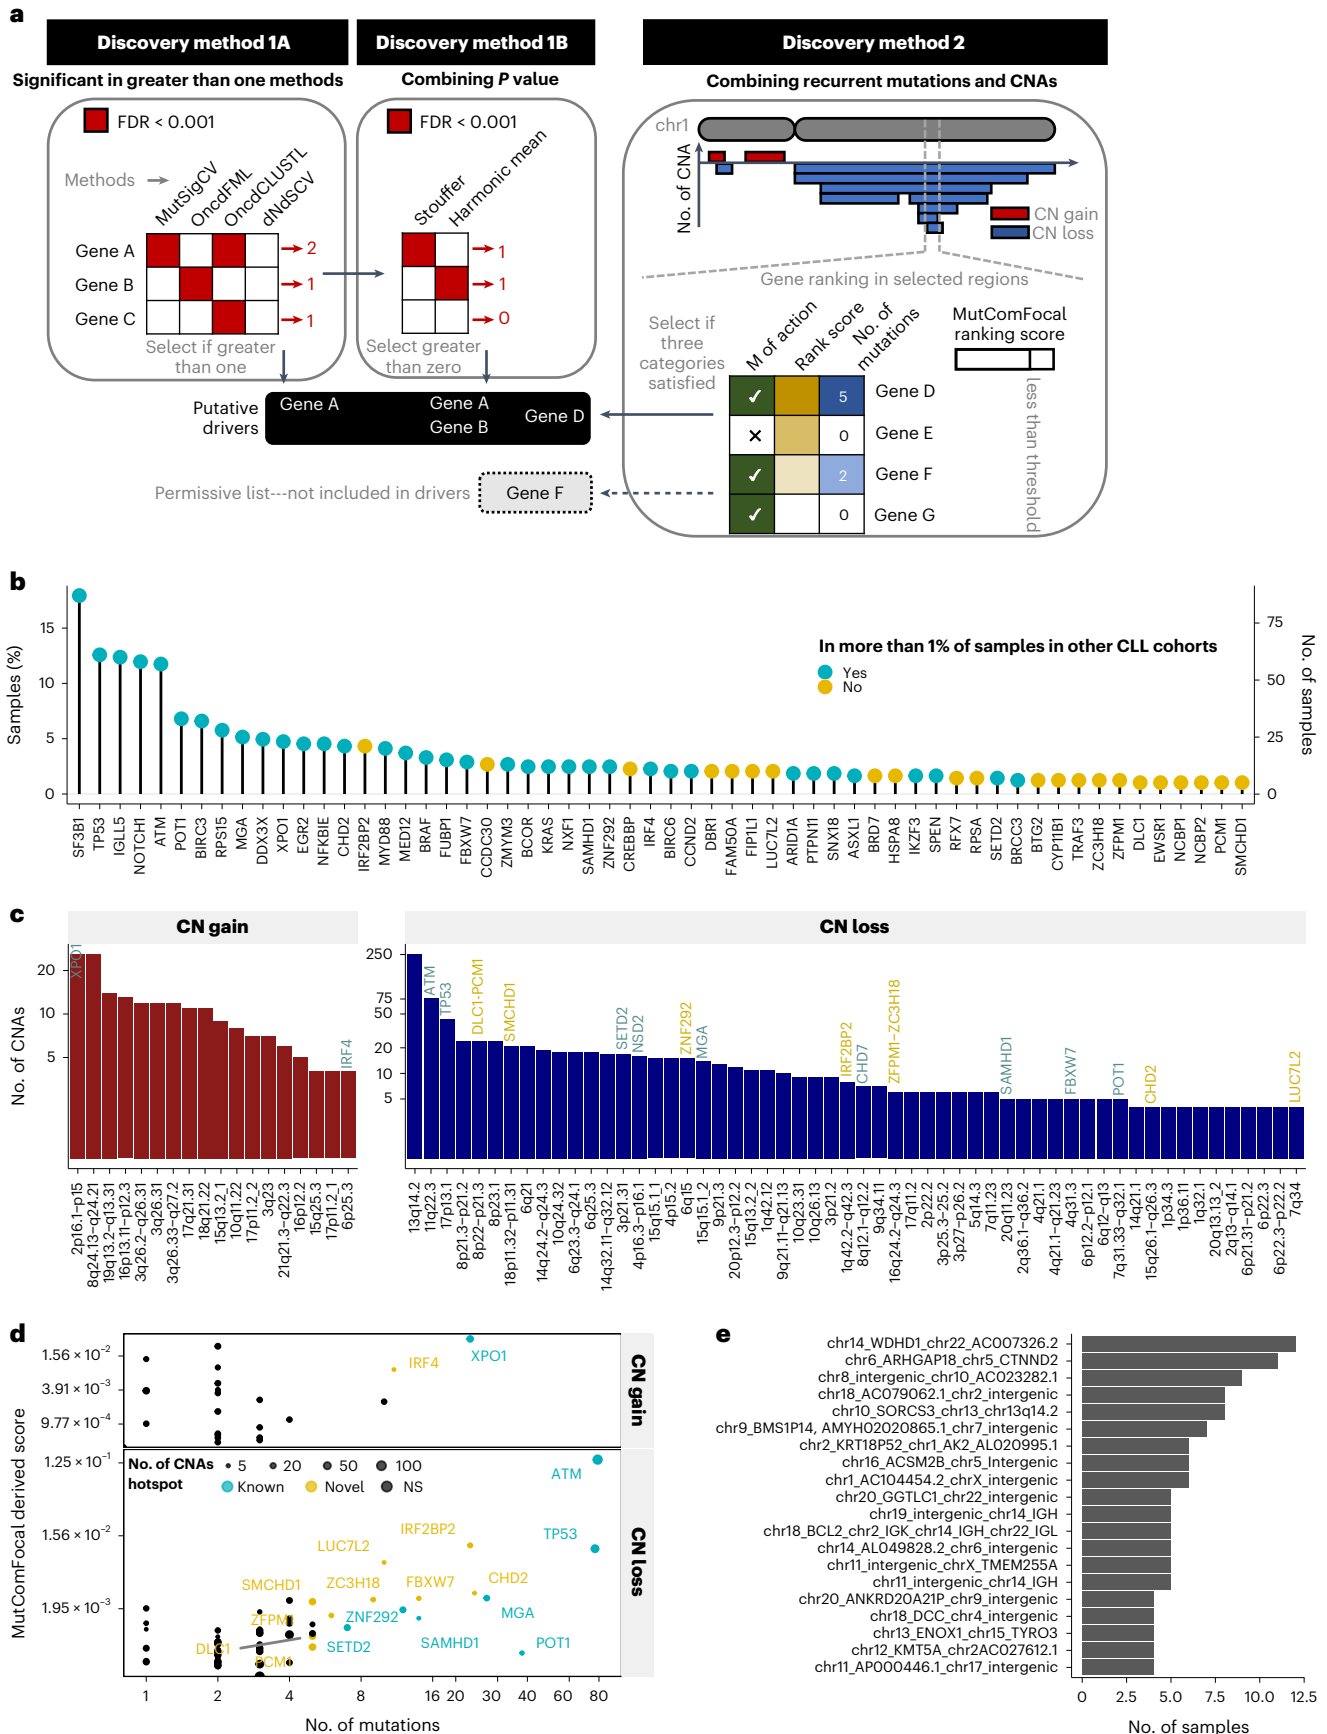 a
Discovery method 1A
Discovery method 1B
Discovery method 2
Significant in greater than one methods
Combining P value
Combining recurrent mutations and CNAs
FDR < 0.001
FDR < 0.001
Methods
MutSigCV
OncdFML
OncdCLUSTL
dNdSCV
Stouffer
Harmonic mean
Gene A
2
Gene B
1
Gene C
1
1
1
0
Select if greater
than one
Select greater
than zero
Putative
drivers
Gene A
Gene A
Gene B
Gene D
Permissive list---not included in drivers
Gene F
chr1
No. of CNA
CN gain
CN loss
Gene ranking in selected regions
Select if
three
categories
satisfied
M of action
Rank score
No. of
mutations
MutComFocal
ranking score
less than threshold
✓ 5 Gene D
× 0 Gene E
✓ 2 Gene F
✓ 0 Gene G
b
Samples (%)
15
10
5
0
75
50
25
0
No. of samples
In more than 1% of samples in other CLL cohorts
Yes
No
SF3B1
TP53
IGLL5
NOTCH1
ATM
POT1
BIRC3
RPS15
MGA
DDX3X
XPO1
EGR2
NFKBIE
CHD2
IRF2BP2
MYD88
MED12
BRAF
FUBP1
FBXW7
CCDC30
ZMYM3
BCOR
KRAS
NXF1
SAMHD1
ZNF292
CREBBP
IRF4
BIRC6
CCND2
DBR1
FAM50A
FIP1L1
LUC7L2
ARID1A
PTPN11
SNX18
ASXL1
BRD7
HSPA8
IKZF3
SPEN
RFX7
RPSA
SETD2
BRCC3
BTG2
CYP11B1
TRAF3
ZC3H18
ZFPM1
DLC1
EWSR1
NCBP1
NCBP2
PCM1
SMCHD1
c
CN gain
CN loss
No. of CNAs
20
10
5
XPO1
IRF4
2p16.1–p15
8q24.13–q24.21
19q13.2–q13.31
16p13.11–p12.3
3q26.2–q26.31
3q26.31
3q26.33–q27.2
17q21.31
18q21.22
15q13.2_1
10q11.22
17p11.2_2
3q23
21q21.3–q22.3
16p12.2
15q25.3
17p11.2_1
6p25.3
250
75
50
20
10
5
ATM
TP53
DLC1-PCM1
SMCHD1
SETD2
NSD2
ZNF292
MGA
IRF2BP2
CHD7
ZFPM1–ZC3H18
SAMHD1
FBXW7
POT1
CHD2
LUC7L2
13q14.2
11q22.3
17p13.1
8p21.3–p21.2
8p22–p21.3
8p23.1
18p11.32–p11.31
6q21
14q24.2–q24.3
10q24.32
6q23.3–q24.1
6q25.3
14q32.11–q32.12
3p21.31
4p16.3–p16.1
15q15.1_1
4p15.2
6q15
15q15.1_2
9p21.3
20p12.3–p12.2
15q13.2_2
1q42.12
9q21.11–q21.13
10q23.31
10q26.13
3p21.2
1q42.2–q42.3
8q12.1–q11.2
9q34.11
16q24.2–q24.3
17q11.2
2p22.2
3p25.3–25.2
3p27–p26.2
5q14.3
7q11.23
20q11.23
2q36.1–q36.2
4q21.1
4q21.1–q21.23
4q31.3
6p12.2–p12.1
6q12–q13
7q31.33–q32.1
14q21.1
15q26.1–q26.3
1p34.3
1p36.11
1q32.1
20q13.13_2
2q13–q14.1
6p21.31–p21.2
6p22.3
6p22.3–p22.2
7q34
d
MutComFocal derived score
1.56 × 10⁻²
3.91 × 10⁻³
9.77 × 10⁻⁴
IRF4
XPO1
CN gain
1.25 × 10⁻¹
1.56 × 10⁻²
1.95 × 10⁻³
No. of CNAs
5
20
50
100
hotspot
Known
Novel
NS
ATM
TP53
IRF2BP2
LUC7L2
SMCHD1
ZC3H18
FBXW7
CHD2
ZFPM1
ZNF292
MGA
DLC1
SETD2
SAMHD1
POT1
PCM1
CN loss
1
2
4
8
16
20
30
40
60
80
No. of mutations
e
chr14_WDHD1_chr22_AC007326.2
chr6_ARHGAP18_chr5_CTNND2
chr8_intergenic_chr10_AC023282.1
chr18_AC079062.1_chr2_intergenic
chr10_SORCS3_chr13_chr13q14.2
chr9_BMS1P14, AMYH02020865.1_chr7_intergenic
chr2_KRT18P52_chr1_AK2_AL020995.1
chr16_ACSM2B_chr5_Intergenic
chr1_AC104454.2_chrX_intergenic
chr20_GGTLC1_chr22_intergenic
chr19_intergenic_chr14_IGH
chr18_BCL2_chr2_IGK_chr14_IGH_chr22_IGL
chr14_AL049828.2_chr6_intergenic
chr11_intergenic_chrX_TMEM255A
chr11_intergenic_chr14_IGH
chr20_ANKRD20A21P_chr9_intergenic
chr18_DCC_chr4_intergenic
chr13_ENOX1_chr15_TYRO3
chr12_KMT5A_chr2AC027612.1
chr11_AP000446.1_chr17_intergenic
0
2.5
5.0
7.5
10.0
12.5
No. of samples